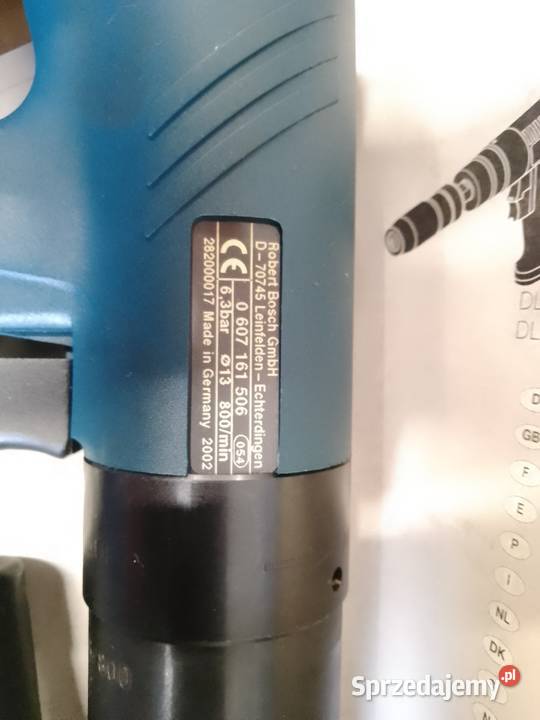 Robert Bosch GmbH
D-70745 Leinfelden-Echterdingen
CE 0 607 161 506 054
6,3bar ⌀13 800/min
282000017 Made in Germany 2002
800
DL
DL
D
GB
F
E
P
I
NL
DK
Sprzedajemy.pl